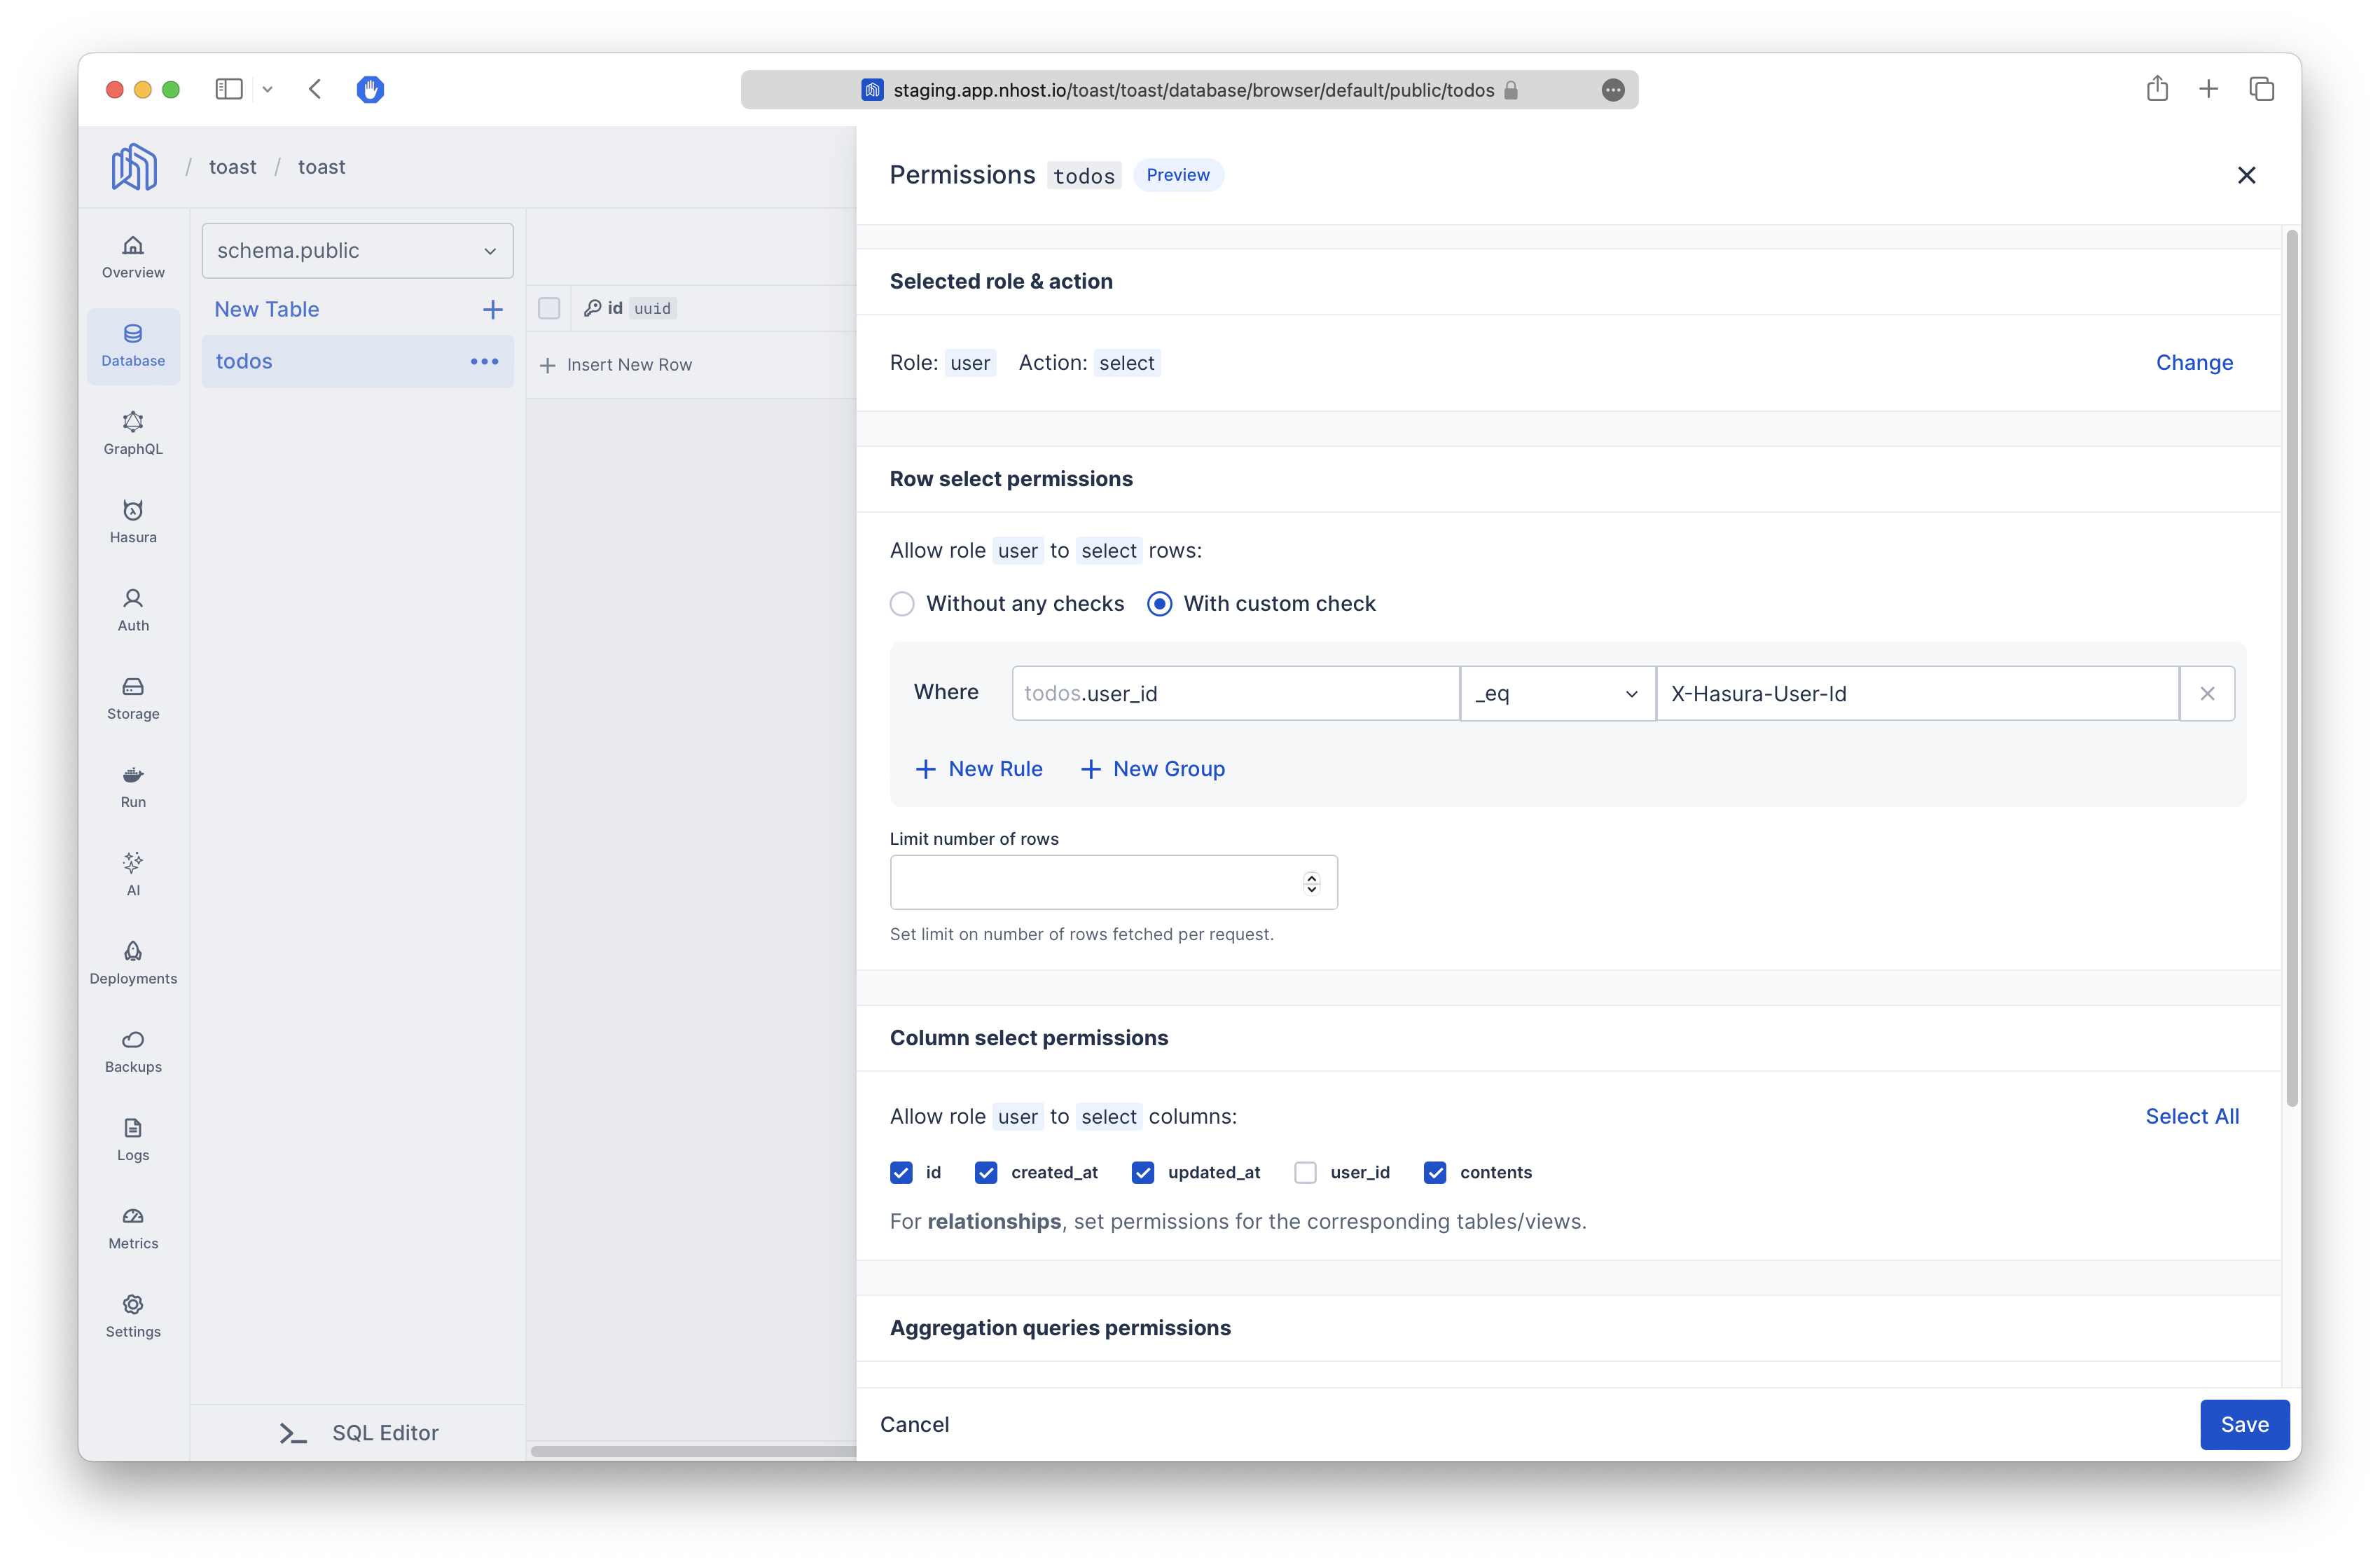 staging.app.nhost.io/toast/toast/database/browser/default/public/todos
/ toast / toast
Overview
Database
GraphQL
Hasura
Auth
Storage
Run
AI
Deployments
Backups
Logs
Metrics
Settings
schema.public
New Table
todos
SQL Editor
id uuid
Insert New Row
Permissions todos Preview
Selected role & action
Role: user Action: select Change
Row select permissions
Allow role user to select rows:
Without any checks With custom check
Where todos.user_id _eq X-Hasura-User-Id
New Rule New Group
Limit number of rows
Set limit on number of rows fetched per request.
Column select permissions
Allow role user to select columns: Select All
id created_at updated_at user_id contents
For relationships, set permissions for the corresponding tables/views.
Aggregation queries permissions
Cancel Save